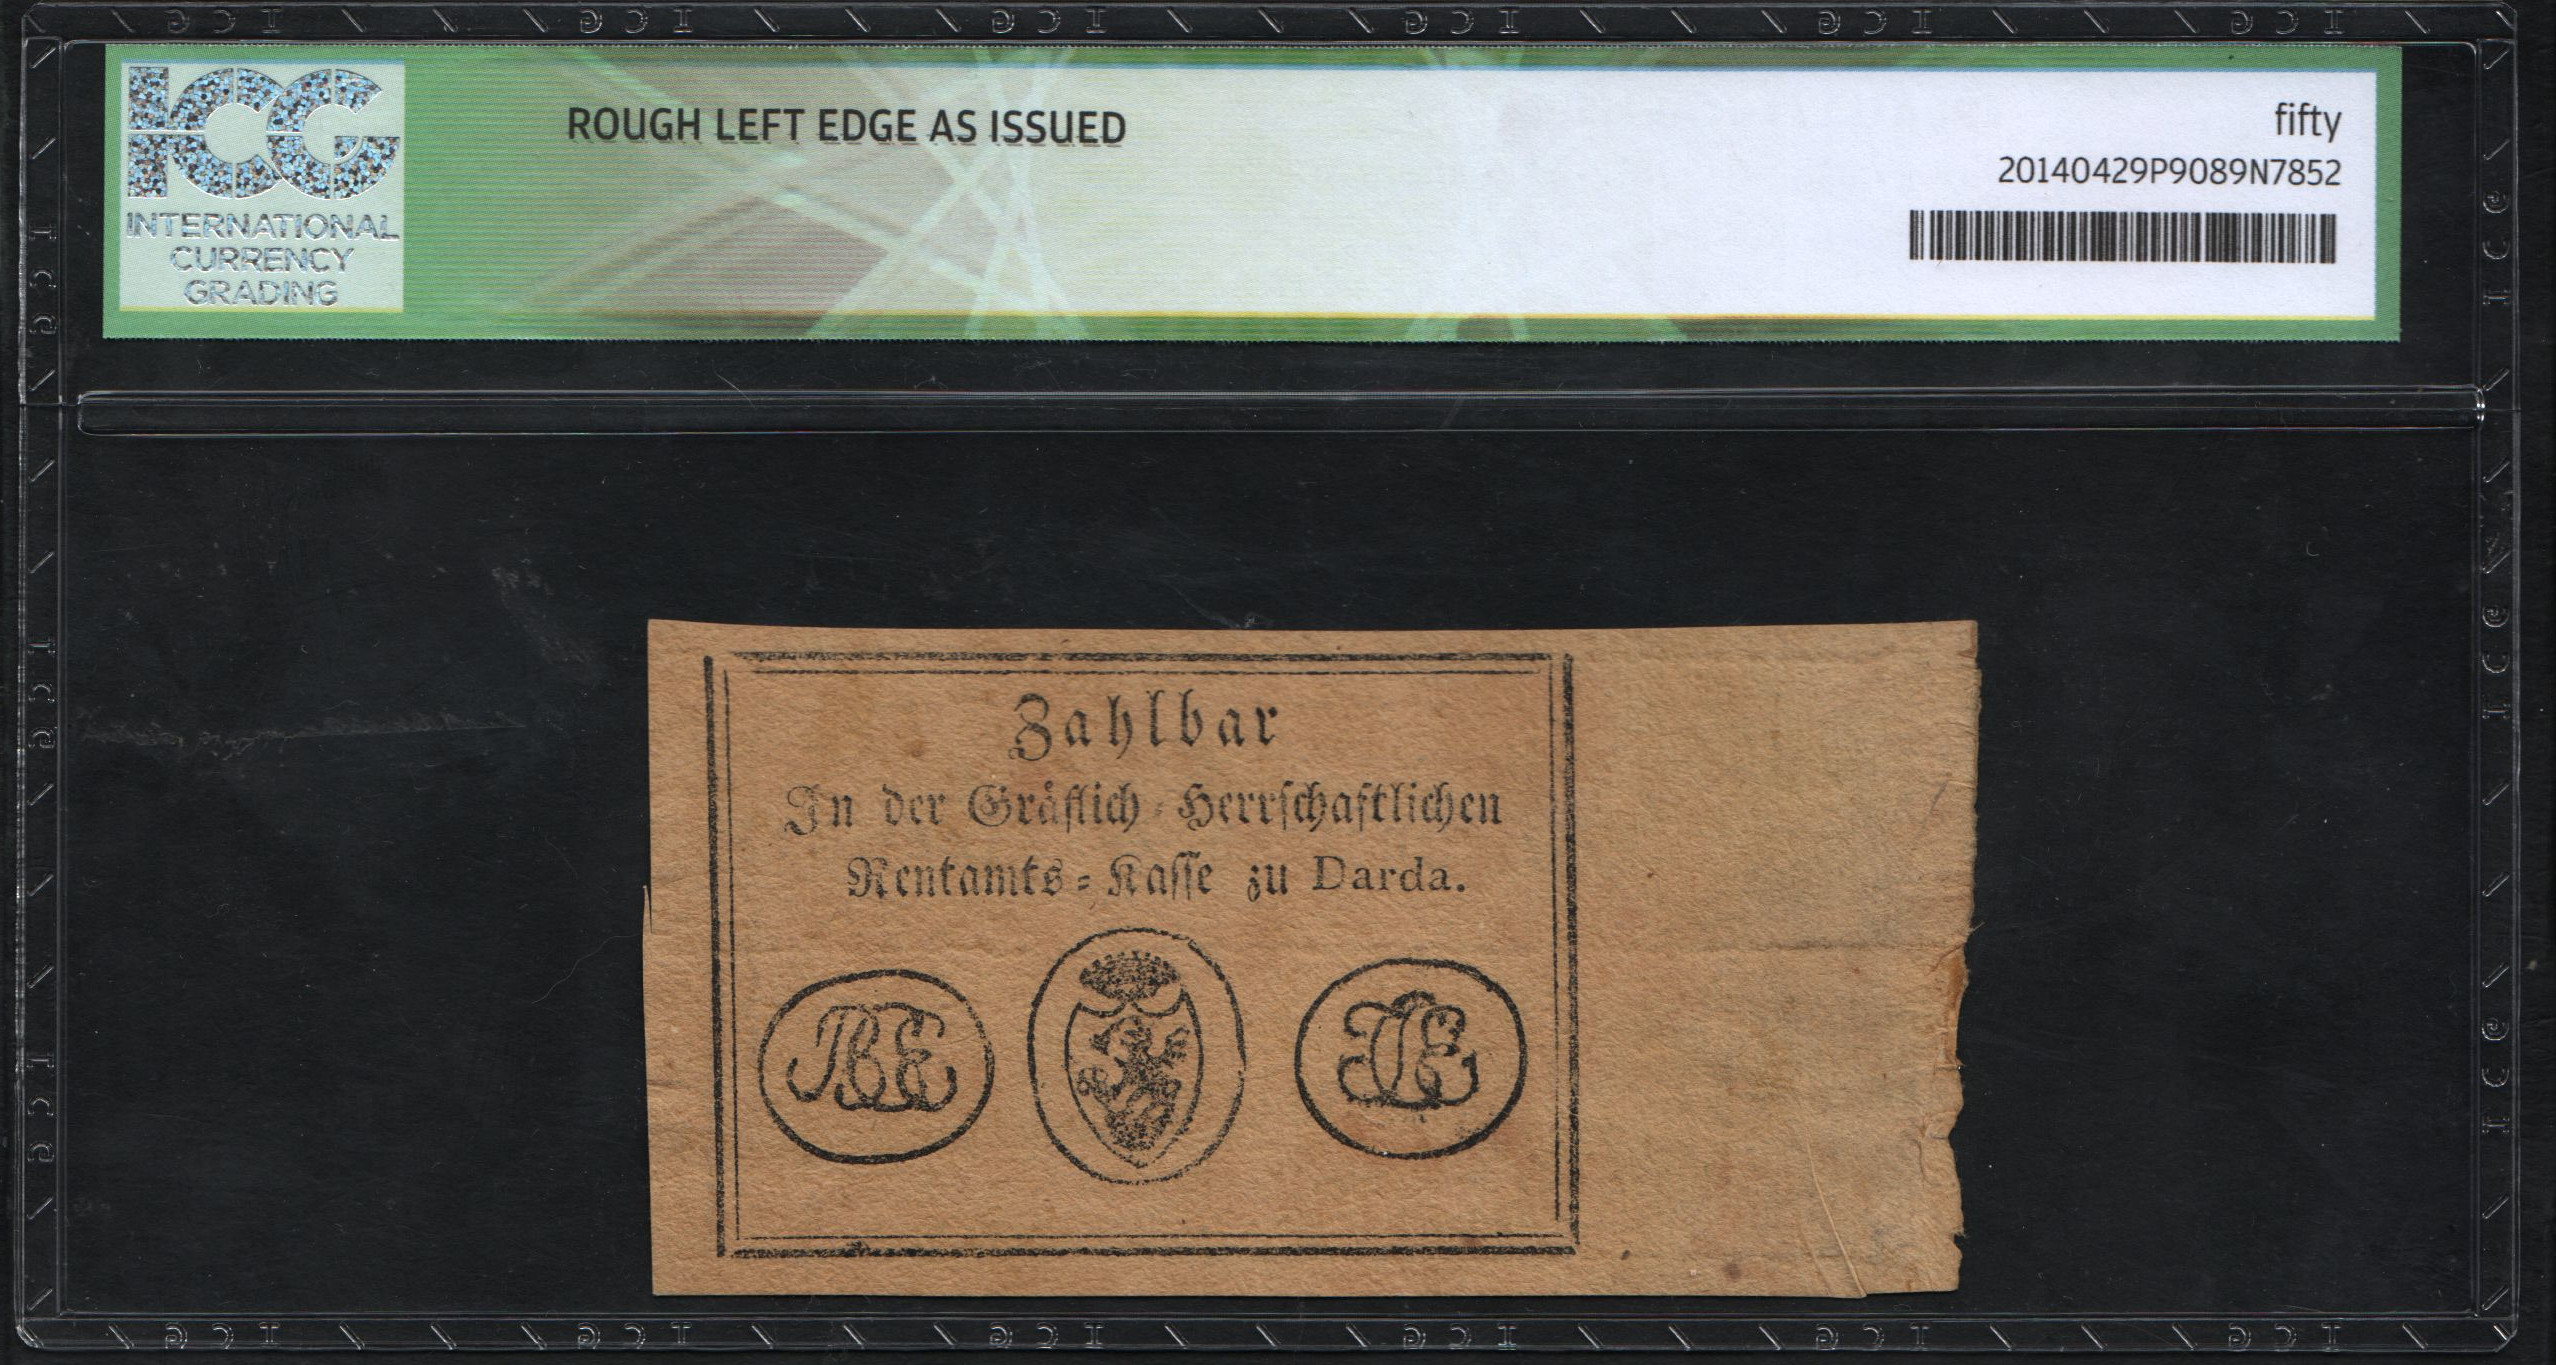 ICG
INTERNATIONAL
CURRENCY
GRADING
ROUGH LEFT EDGE AS ISSUED
fifty
20140429P9089N7852
Zahlbar
In der Gräflich-Herrschaftlichen
Rentamts-Kasse zu Darda.